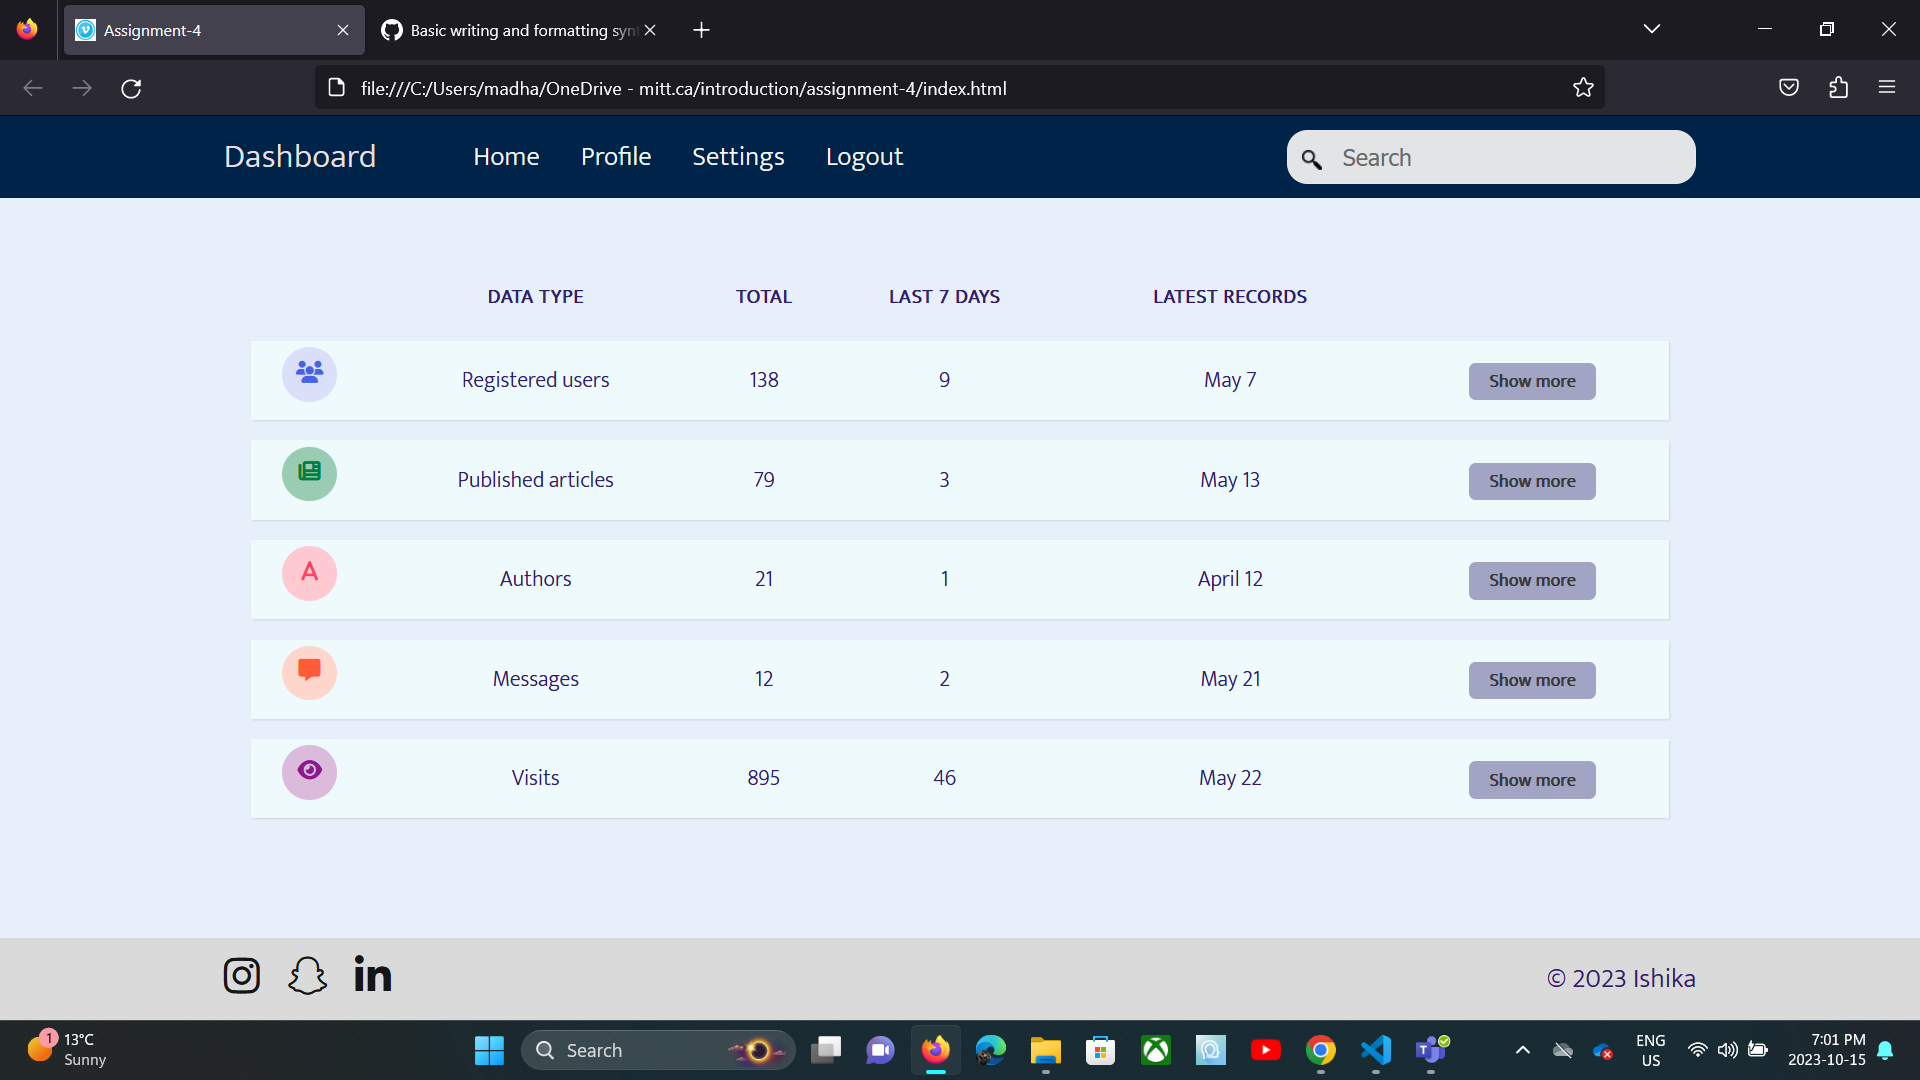 Assignment-4
Basic writing and formatting syn
file:///C:/Users/madha/OneDrive - mitt.ca/introduction/assignment-4/index.html
Dashboard Home Profile Settings Logout Search
DATA TYPE TOTAL LAST 7 DAYS LATEST RECORDS
Registered users 138 9 May 7 Show more
Published articles 79 3 May 13 Show more
A Authors 21 1 April 12 Show more
Messages 12 2 May 21 Show more
Visits 895 46 May 22 Show more
in © 2023 Ishika
1 13°C
Sunny
Search
ENG
US
7:01 PM
2023-10-15